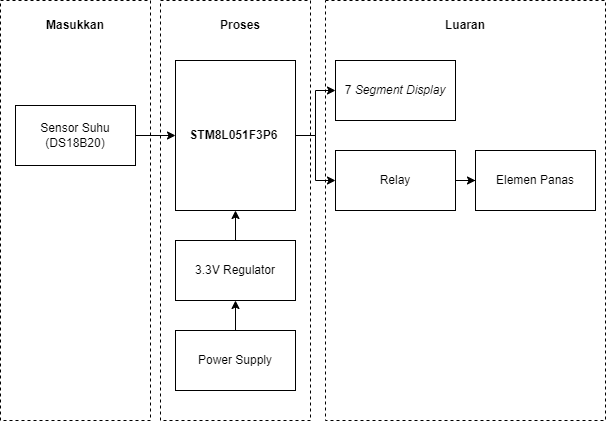 Masukkan
Proses
Luaran
Sensor Suhu
(DS18B20)
STM8L051F3P6
7 Segment Display
Relay
Elemen Panas
3.3V Regulator
Power Supply